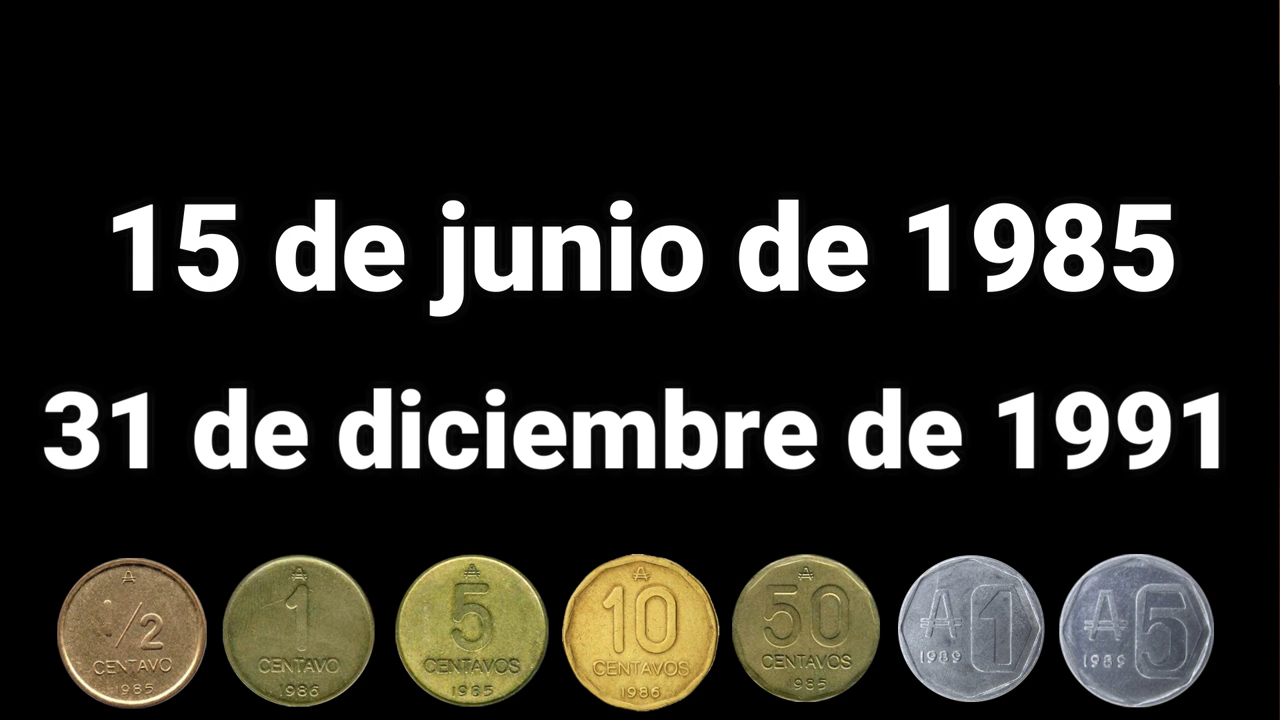 15 de junio de 1985
31 de diciembre de 1991
₳
1/2
CENTAVO
1985
₳
1
CENTAVO
1986
₳
5
CENTAVOS
1985
₳
10
CENTAVOS
1986
₳
50
CENTAVOS
1985
₳ 1
1989
₳ 5
1989